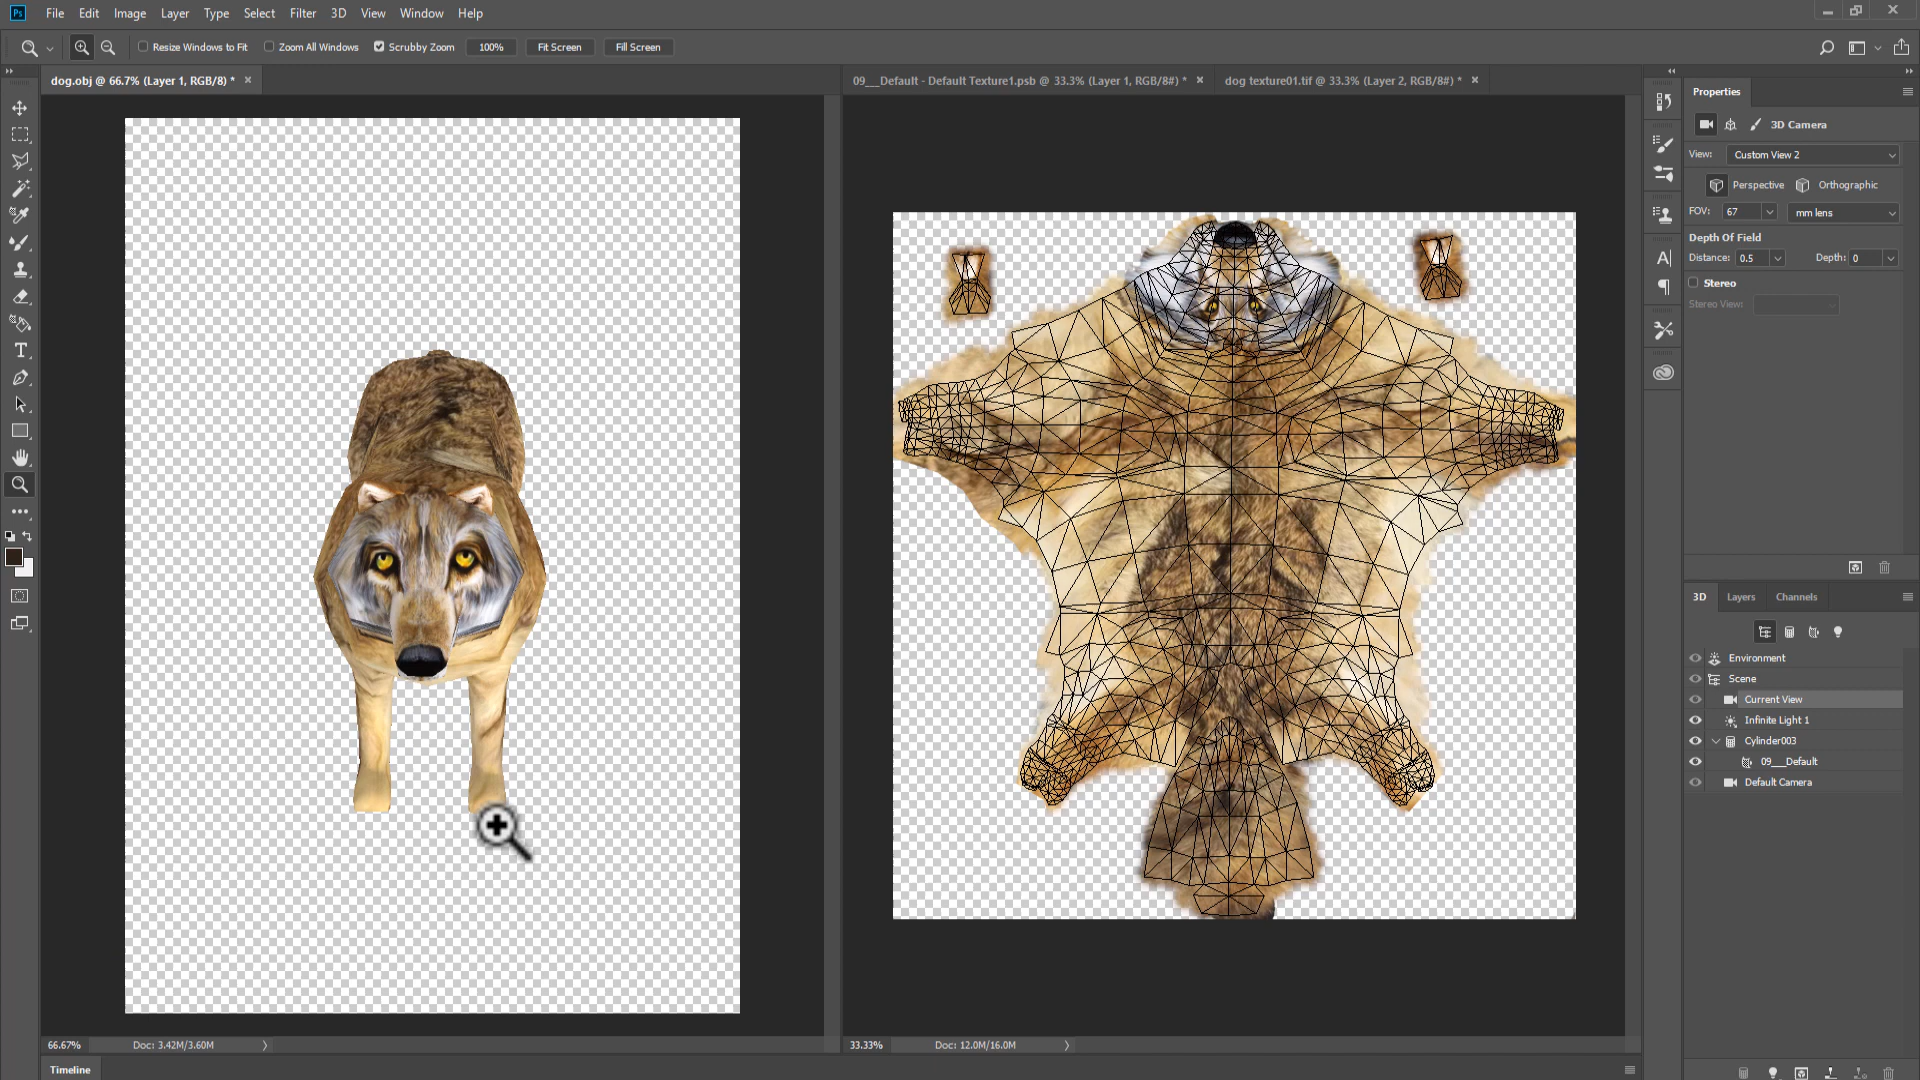 Ps File Edit Image Layer Type Select Filter 3D View Window Help
Resize Windows to Fit Zoom All Windows Scrubby Zoom 100% Fit Screen Fill Screen
dog.obj @ 66.7% (Layer 1, RGB/8) * ×
09___Default - Default Texture1.psb @ 33.3% (Layer 1, RGB/8#) * ×
dog texture01.tif @ 33.3% (Layer 2, RGB/8#) * ×
Properties
3D Camera
View: Custom View 2
Perspective Orthographic
FOV: 67 mm lens
Depth Of Field
Distance: 0.5 Depth: 0
Stereo
Stereo View:
3D Layers Channels
Environment
Scene
Current View
Infinite Light 1
Cylinder003
09___Default
Default Camera
66.67% Doc: 3.42M/3.60M
33.33% Doc: 12.0M/16.0M
Timeline